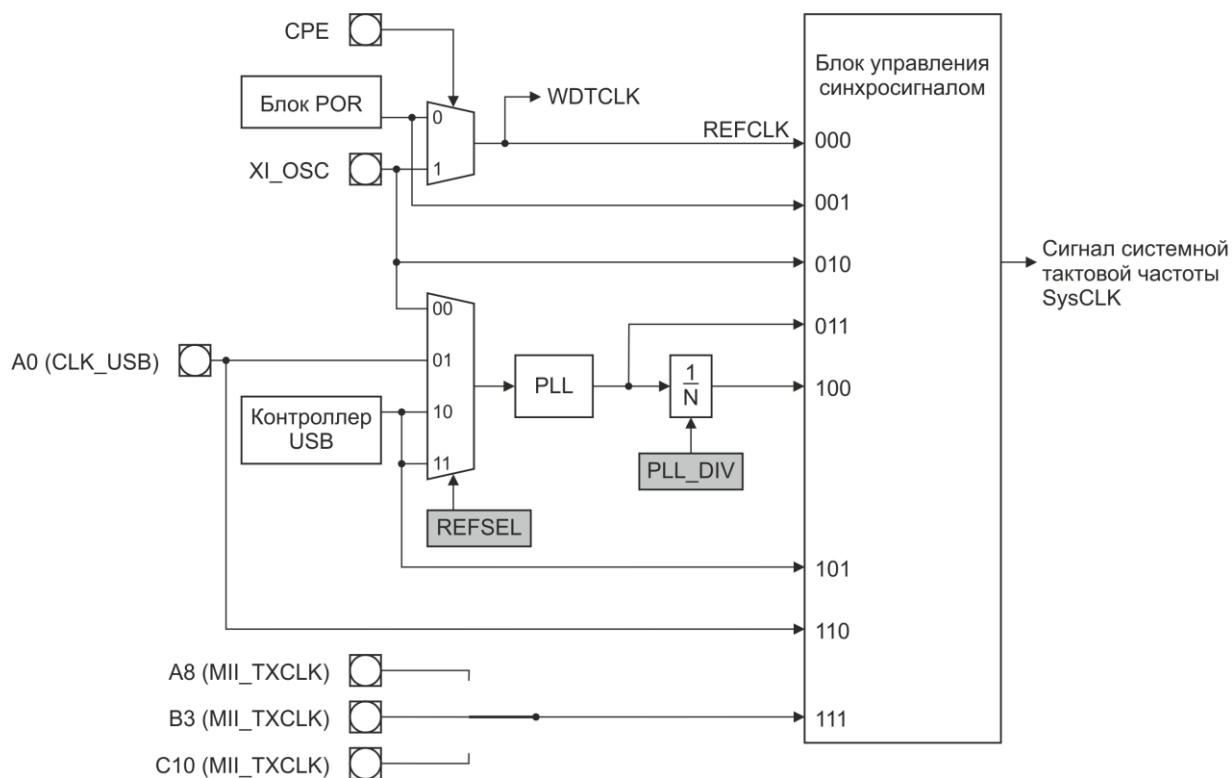 CPE
Блок POR
XI_OSC
0
1
WDTCLK
REFCLK
Блок управления
синхросигналом
000
001
010
011
100
101
110
111
Сигнал системной
тактовой частоты
SysCLK
A0 (CLK_USB)
Контроллер
USB
00
01
10
11
REFSEL
PLL
1
N
PLL_DIV
A8 (MII_TXCLK)
B3 (MII_TXCLK)
C10 (MII_TXCLK)